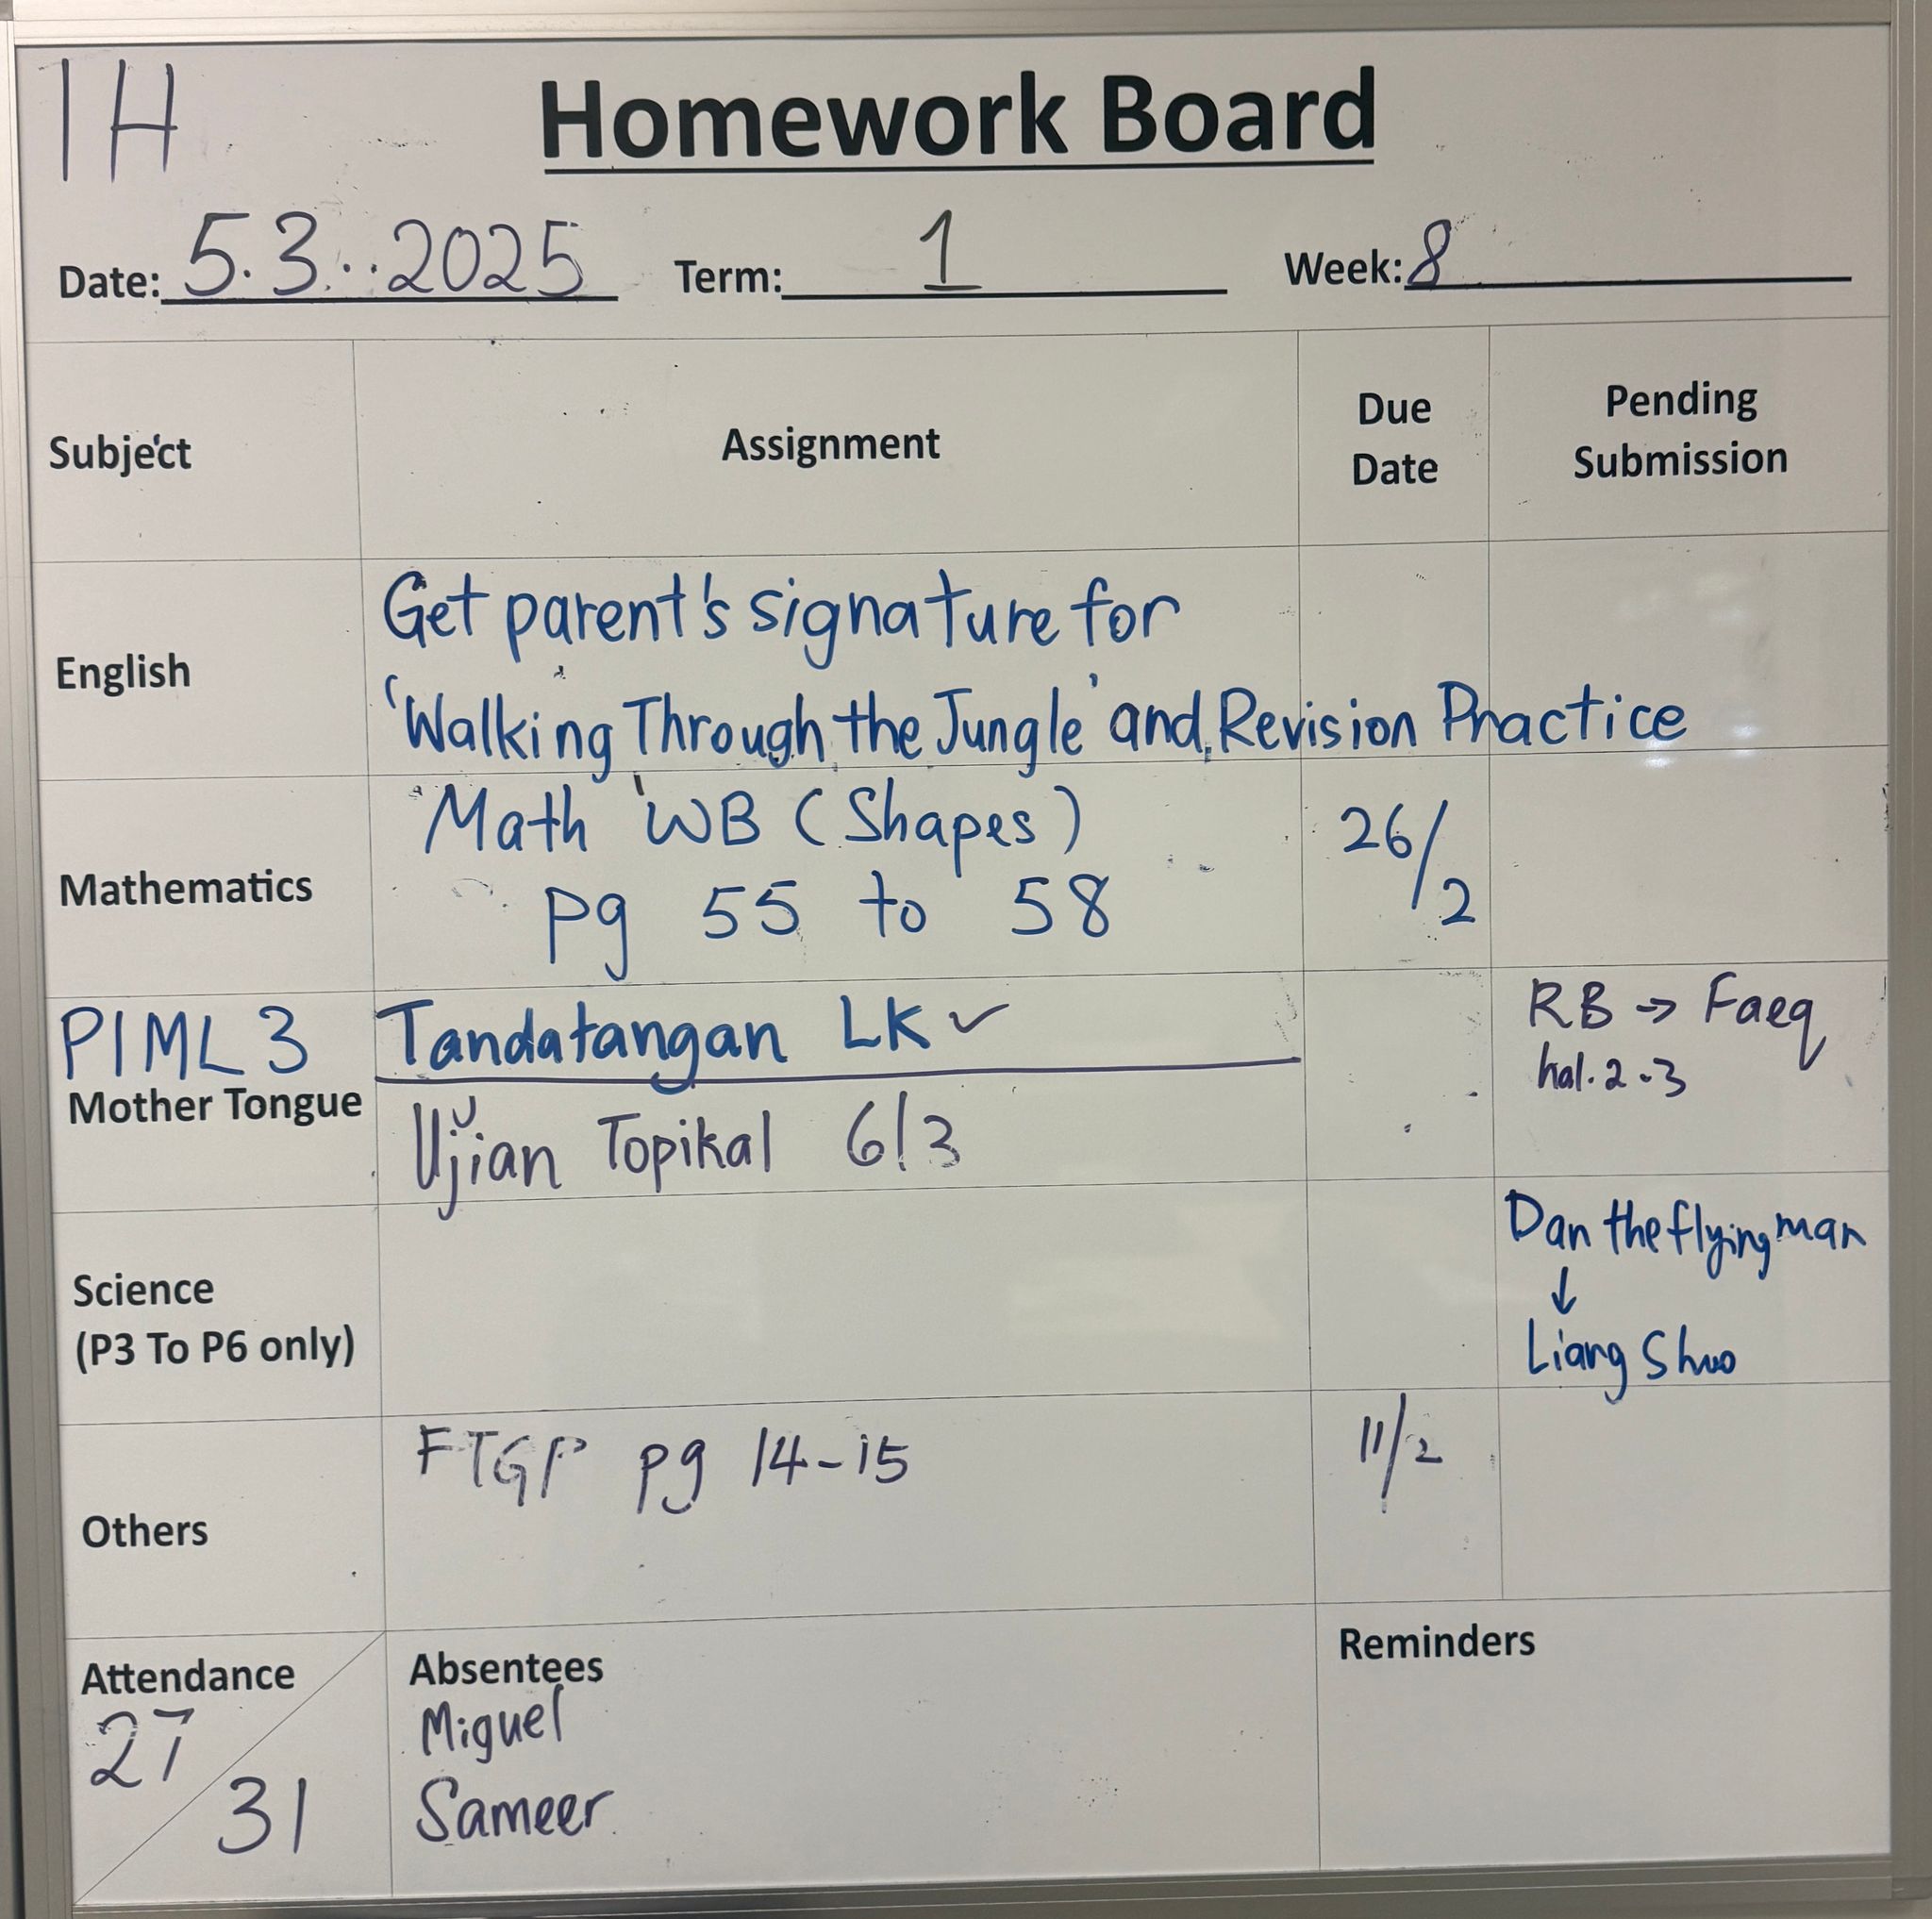 1H
Homework Board
Date: 5.3..2025 Term: 1 Week: 8
Subject
Assignment
Due
Date
Pending
Submission
English
Get parent's signature for
'Walking Through the Jungle' and Revision Practice
Mathematics
Math WB (Shapes)
pg 55 to 58
26/2
P1ML3
Mother Tongue
Tandatangan LK ✓
Ujian Topikal 6/3
RB → Faeq
hal. 2-3
Science
(P3 To P6 only)
Dan the flying man
↓
Liang Shuo
Others
FTGP pg 14-15
11/2
Attendance
27
31
Absentees
Miguel
Sameer
Reminders